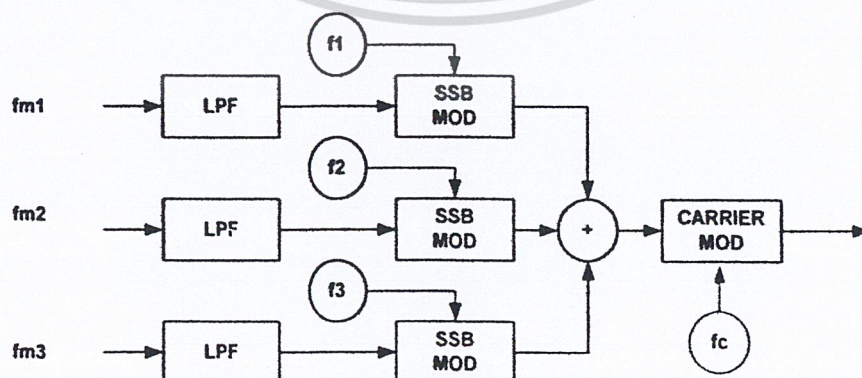 f1
fm1
LPF
SSB
MOD
f2
fm2
LPF
SSB
MOD
+
CARRIER
MOD
f3
fm3
LPF
SSB
MOD
fc